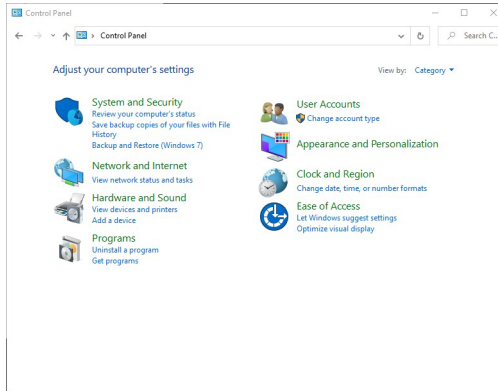 Control Panel
Control Panel
Search C...
Adjust your computer's settings
View by: Category
System and Security
Review your computer's status
Save backup copies of your files with File
History
Backup and Restore (Windows 7)
Network and Internet
View network status and tasks
Hardware and Sound
View devices and printers
Add a device
Programs
Uninstall a program
Get programs
User Accounts
Change account type
Appearance and Personalization
Clock and Region
Change date, time, or number formats
Ease of Access
Let Windows suggest settings
Optimize visual display